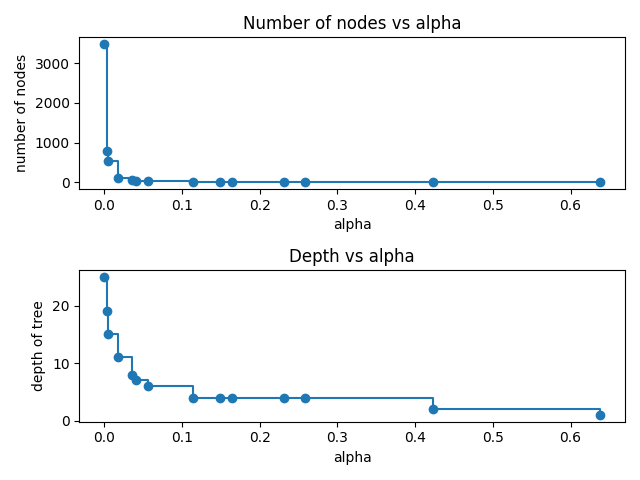 Number of nodes vs alpha
number of nodes
3000
2000
1000
0
0.0 0.1 0.2 0.3 0.4 0.5 0.6
alpha
Depth vs alpha
depth of tree
20
10
0
0.0 0.1 0.2 0.3 0.4 0.5 0.6
alpha